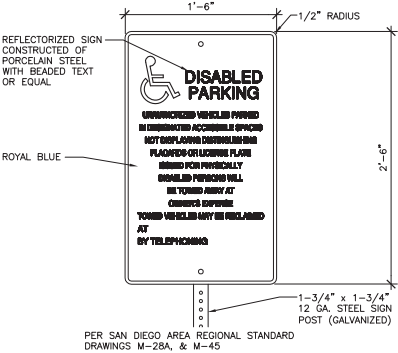 1'-6"
1/2" RADIUS
REFLECTORIZED SIGN
CONSTRUCTED OF
PORCELAIN STEEL
WITH BEADED TEXT
OR EQUAL
DISABLED
PARKING
UNAUTHORIZED VEHICLES PARKED
IN DESIGNATED ACCESSIBLE SPACES
NOT DISPLAYING DISTINGUISHING
PLACARDS OR LICENSE PLATE
ISSUED FOR PHYSICALLY
DISABLED PERSONS WILL
BE TOWED AWAY AT
OWNER'S EXPENSE
TOWED VEHICLES MAY BE RECLAIMED
AT
BY TELEPHONING
ROYAL BLUE
2'-6"
1-3/4" x 1-3/4"
12 GA. STEEL SIGN
POST (GALVANIZED)
PER SAN DIEGO AREA REGIONAL STANDARD
DRAWINGS M-28A, & M-45